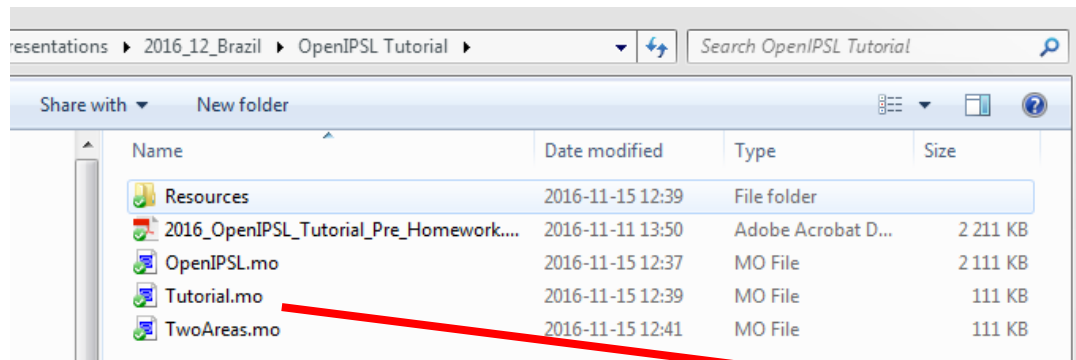 resentations ▸ 2016_12_Brazil ▸ OpenIPSL Tutorial ▸ Search OpenIPSL Tutorial
Share with New folder
Name Date modified Type Size
Resources 2016-11-15 12:39 File folder
2016_OpenIPSL_Tutorial_Pre_Homework.... 2016-11-11 13:50 Adobe Acrobat D... 2 211 KB
OpenIPSL.mo 2016-11-15 12:37 MO File 2 111 KB
Tutorial.mo 2016-11-15 12:39 MO File 111 KB
TwoAreas.mo 2016-11-15 12:41 MO File 111 KB